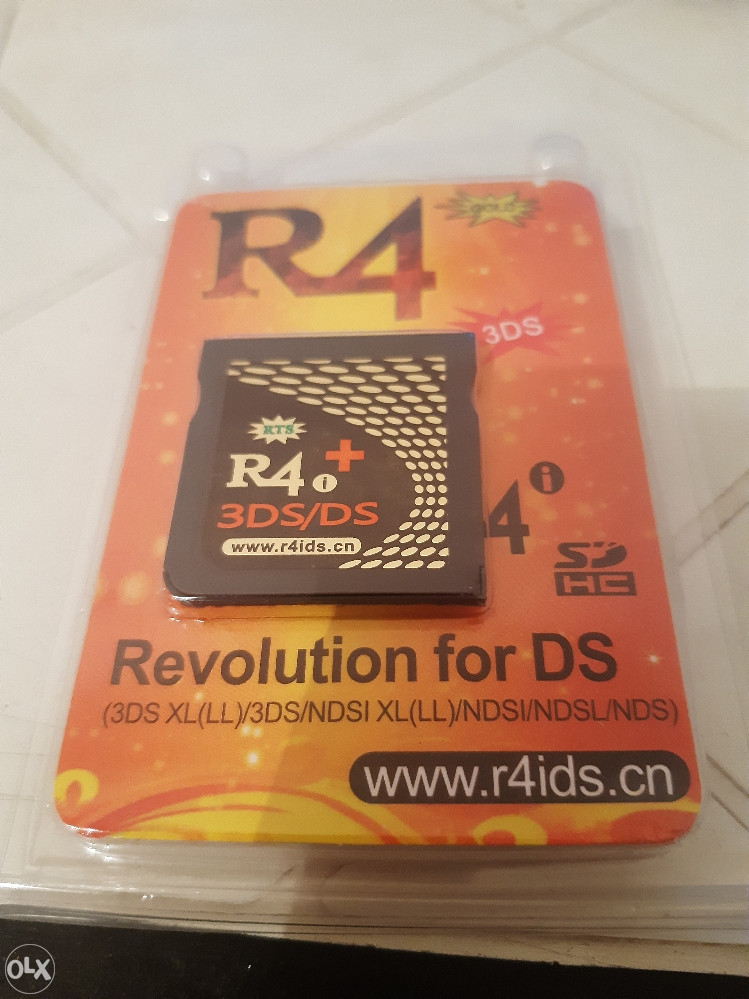 R4
GOLD
3DS
RTS
R4i+
3DS/DS
www.r4ids.cn
4i
SD
HC
Revolution for DS
(3DS XL(LL)/3DS/NDSI XL(LL)/NDSI/NDSL/NDS)
www.r4ids.cn
OLX